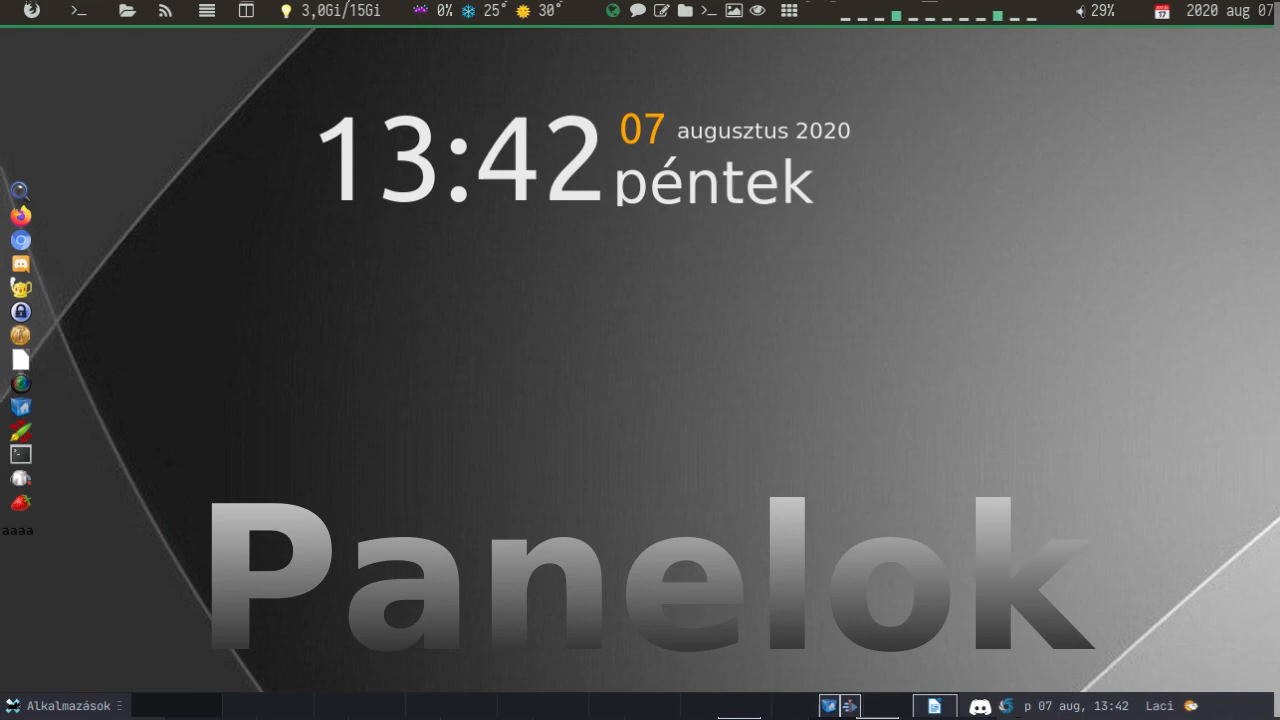 3,0Gi/15Gi 0% 25° 30° 29% 2020 aug 07
13:42 07 augusztus 2020
péntek
aaaa
Panelok
Alkalmazások p 07 aug, 13:42 Laci